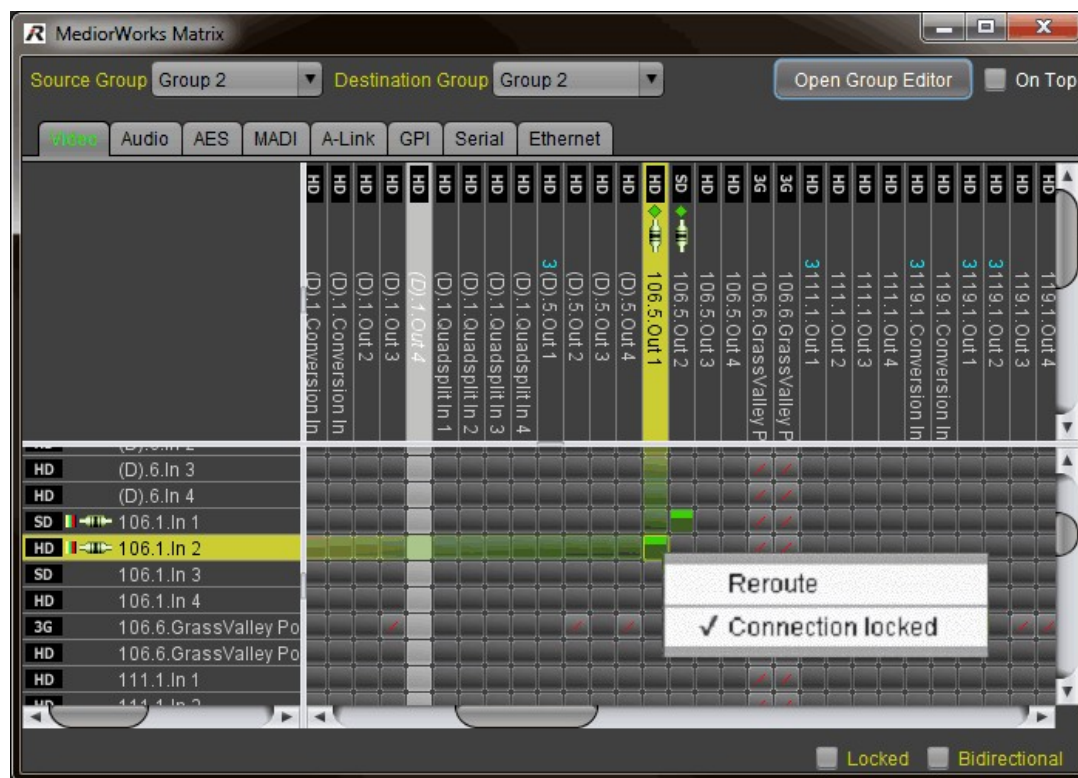 MediorWorks Matrix
Source Group Group 2 Destination Group Group 2 Open Group Editor On Top
Video Audio AES MADI A-Link GPI Serial Ethernet
HD (D).1.Conversion In
HD (D).1.Conversion In
HD (D).1.Out 2
HD (D).1.Out 3
HD (D).1.Out 4
HD (D).1.Quadsplit In 1
HD (D).1.Quadsplit In 2
HD (D).1.Quadsplit In 3
HD (D).1.Quadsplit In 4
HD 3 (D).5.Out 1
HD (D).5.Out 2
HD (D).5.Out 3
HD (D).5.Out 4
HD 106.5.Out 1
SD 106.5.Out 2
HD 106.5.Out 3
HD 106.5.Out 4
3G 106.6.GrassValley P
3G 106.6.GrassValley P
HD 3 111.1.Out 1
HD 111.1.Out 2
HD 111.1.Out 3
HD 111.1.Out 4
HD 3 119.1.Conversion In
HD 119.1.Conversion In
HD 3 119.1.Out 1
HD 3 119.1.Out 2
HD 119.1.Out 3
HD 119.1.Out 4
HD (D).6.In 3
HD (D).6.In 4
SD 106.1.In 1
HD 106.1.In 2
SD 106.1.In 3
HD 106.1.In 4
3G 106.6.GrassValley Po
HD 106.6.GrassValley Po
HD 111.1.In 1
Reroute
✓ Connection locked
Locked Bidirectional